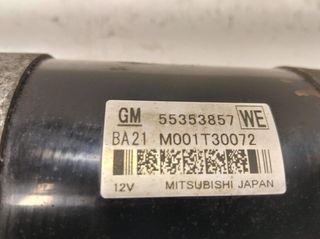 GM 55353857 WE
BA21 M001T30072
12V MITSUBISHI JAPAN